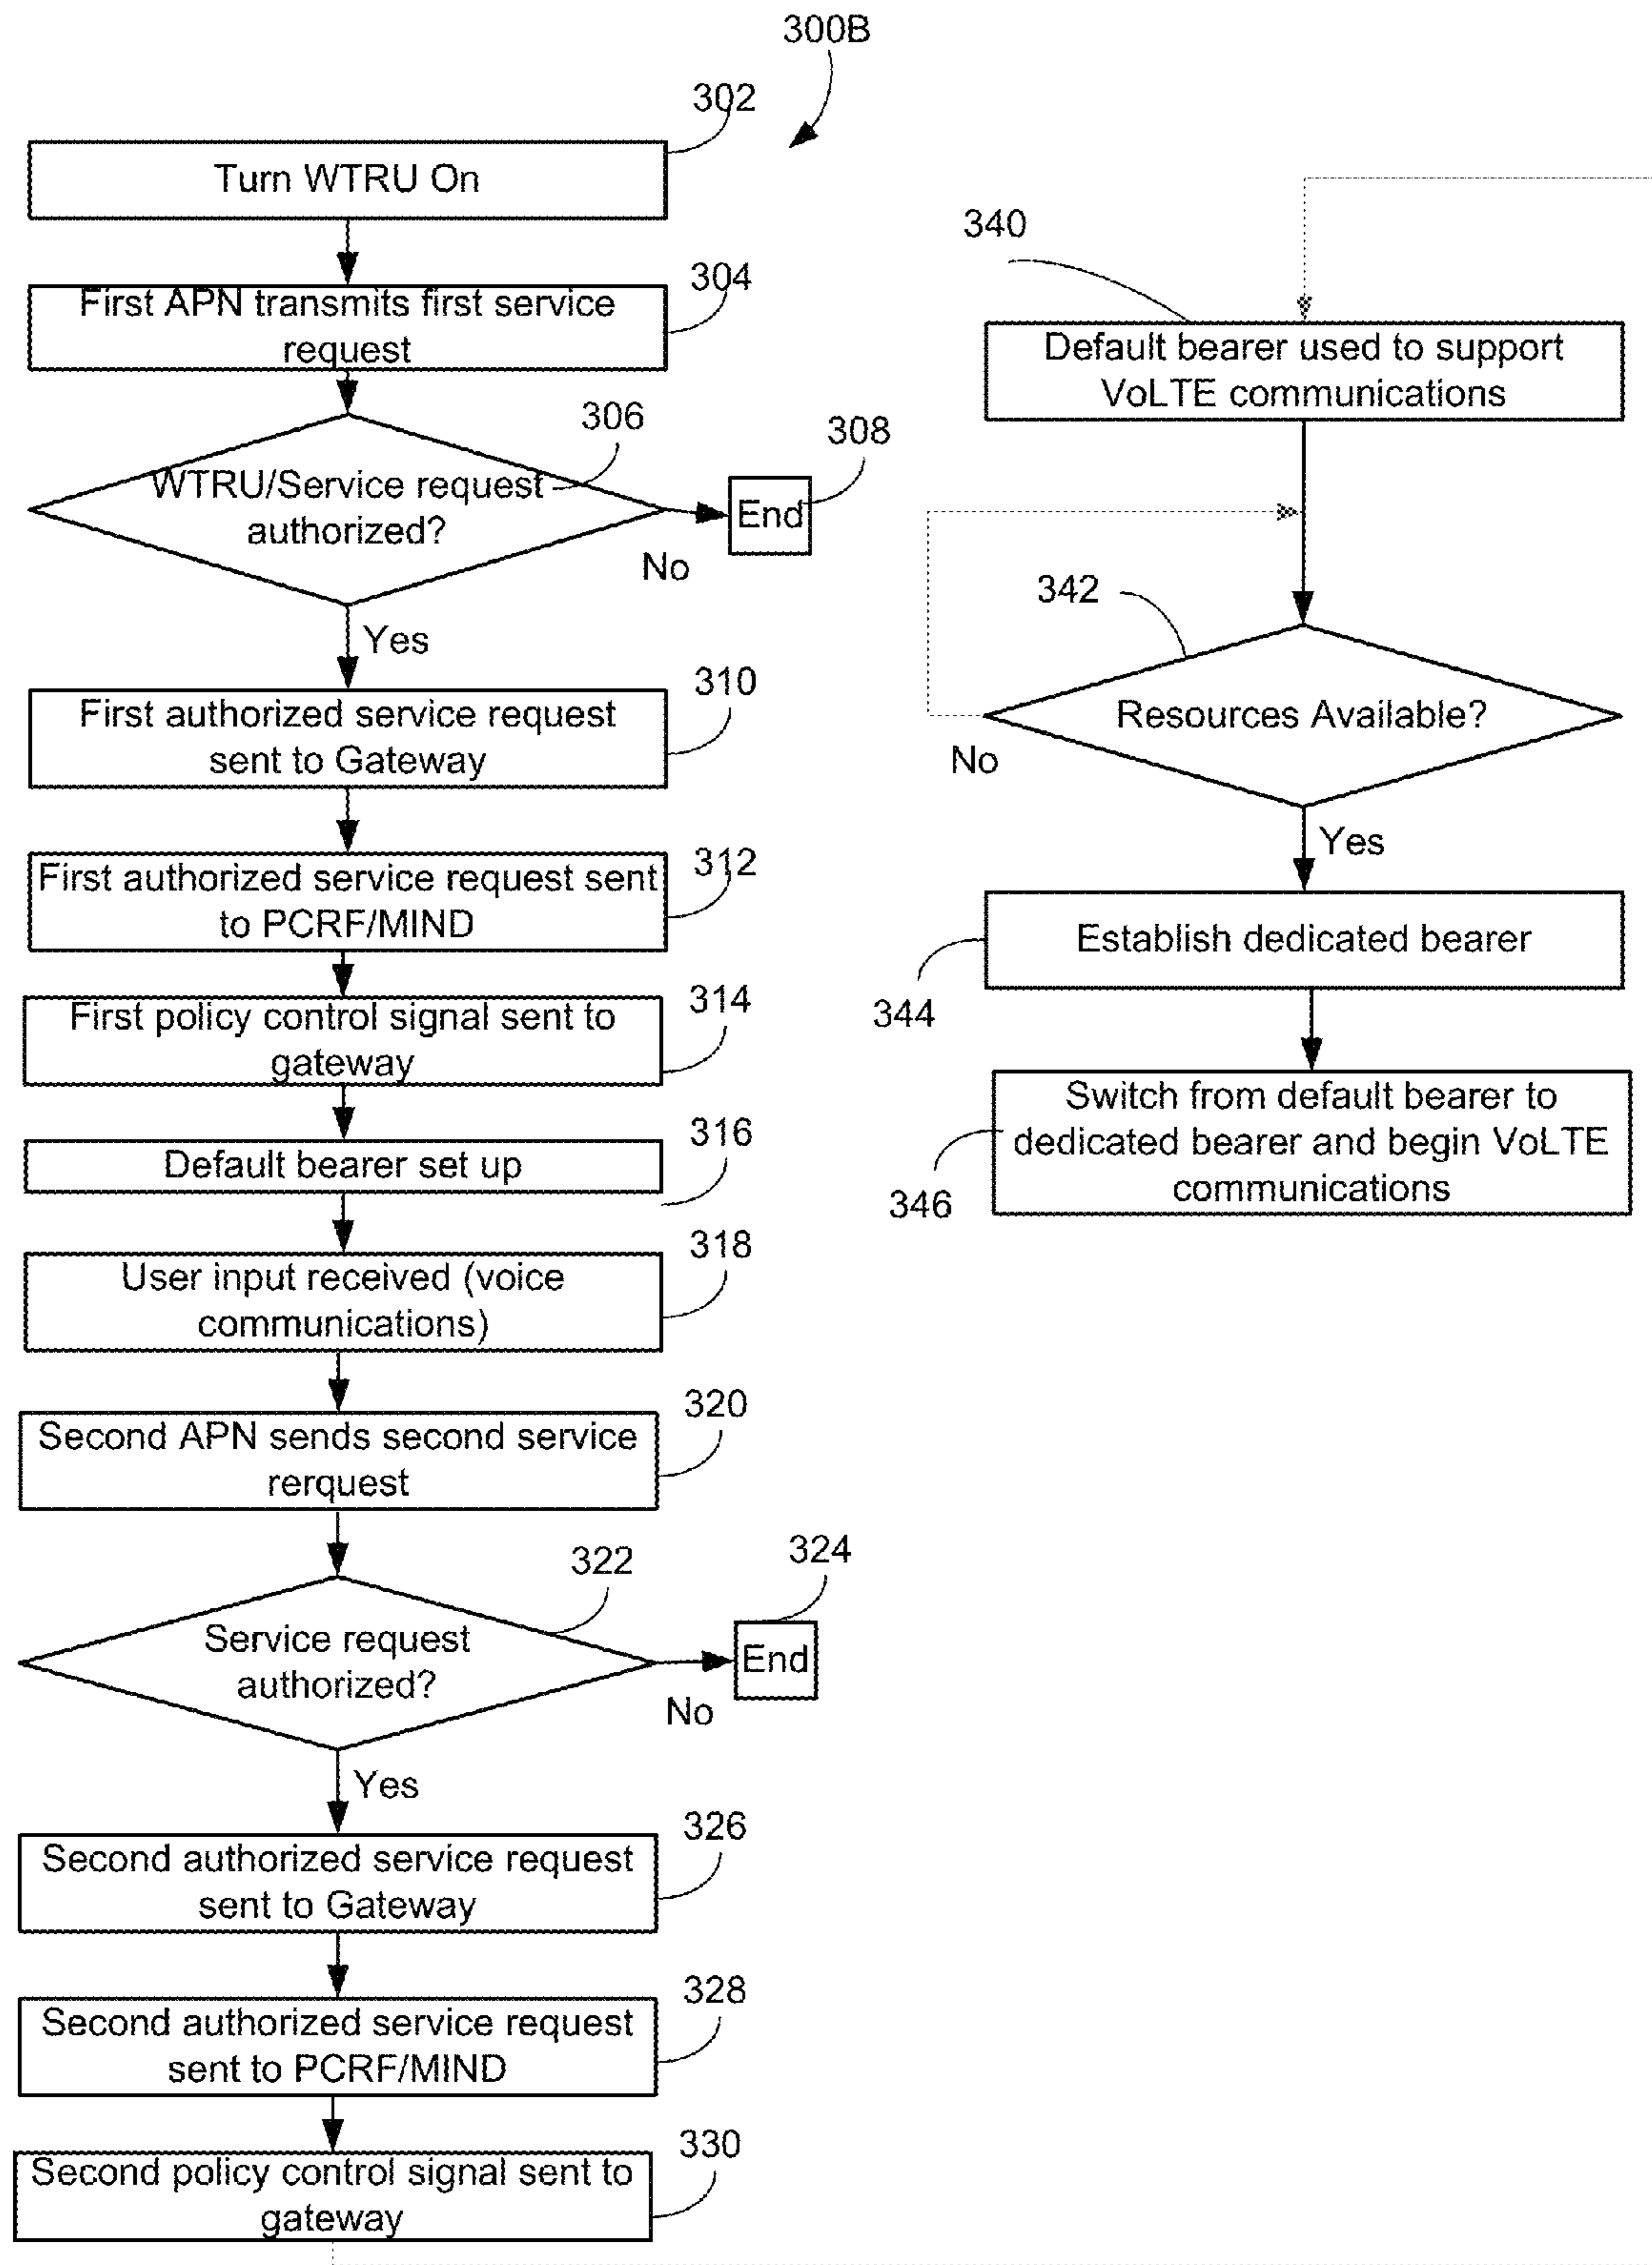 300B
302
Turn WTRU On
304
First APN transmits first service
request
306
WTRU/Service request
authorized?
308
End
No
Yes
310
First authorized service request
sent to Gateway
312
First authorized service request sent
to PCRF/MIND
314
First policy control signal sent to
gateway
316
Default bearer set up
318
User input received (voice
communications)
320
Second APN sends second service
rerquest
322
Service request
authorized?
324
End
No
Yes
326
Second authorized service request
sent to Gateway
328
Second authorized service request
sent to PCRF/MIND
330
Second policy control signal sent to
gateway
340
Default bearer used to support
VoLTE communications
342
Resources Available?
No
Yes
Establish dedicated bearer
344
Switch from default bearer to
dedicated bearer and begin VoLTE
communications
346